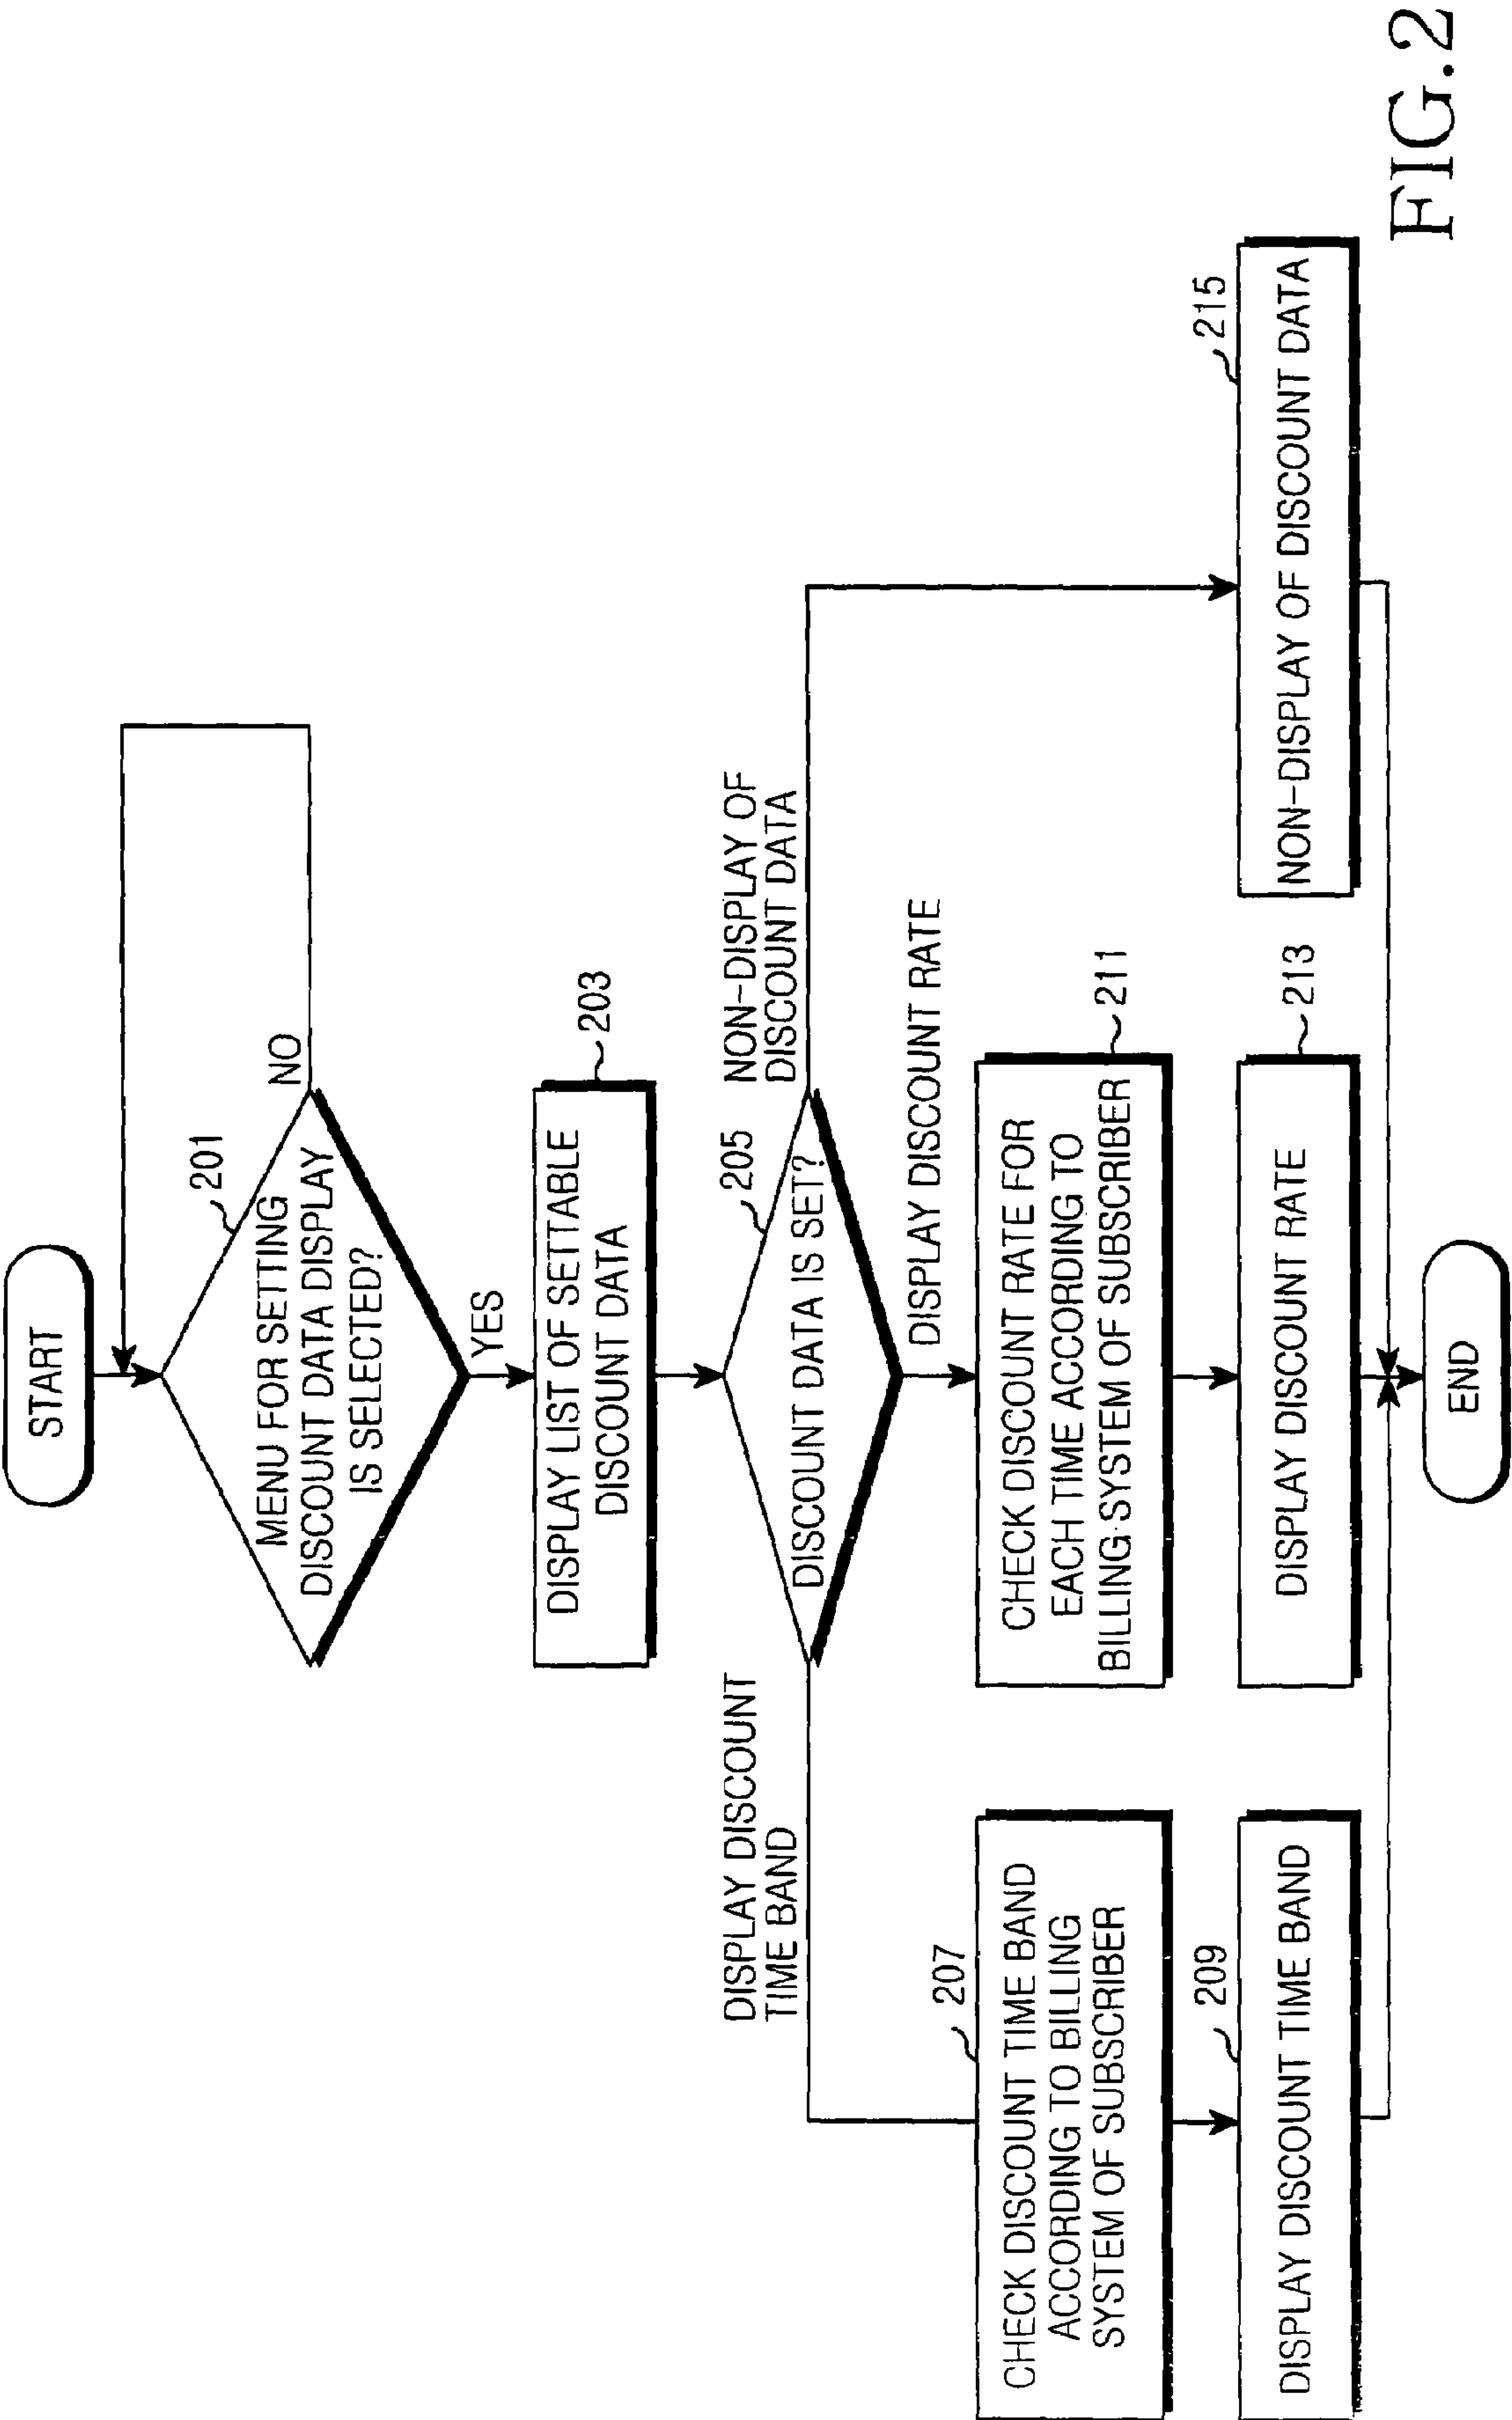 START
201
MENU FOR SETTING
DISCOUNT DATA DISPLAY
IS SELECTED?
NO
YES
DISPLAY LIST OF SETTABLE
DISCOUNT DATA
203
205
DISCOUNT DATA IS SET?
DISPLAY DISCOUNT
TIME BAND
NON-DISPLAY OF
DISCOUNT DATA
DISPLAY DISCOUNT RATE
207
CHECK DISCOUNT TIME BAND
ACCORDING TO BILLING
SYSTEM OF SUBSCRIBER
CHECK DISCOUNT RATE FOR
EACH TIME ACCORDING TO
BILLING SYSTEM OF SUBSCRIBER
211
209
DISPLAY DISCOUNT TIME BAND
DISPLAY DISCOUNT RATE
213
215
NON-DISPLAY OF DISCOUNT DATA
END
FIG.2